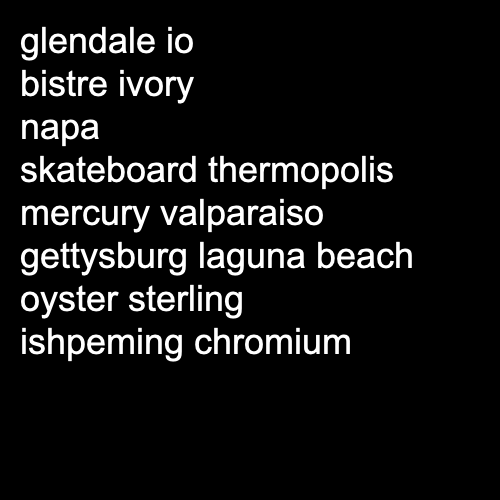 glendale io
bistre ivory
napa
skateboard thermopolis
mercury valparaiso
gettysburg laguna beach
oyster sterling
ishpeming chromium